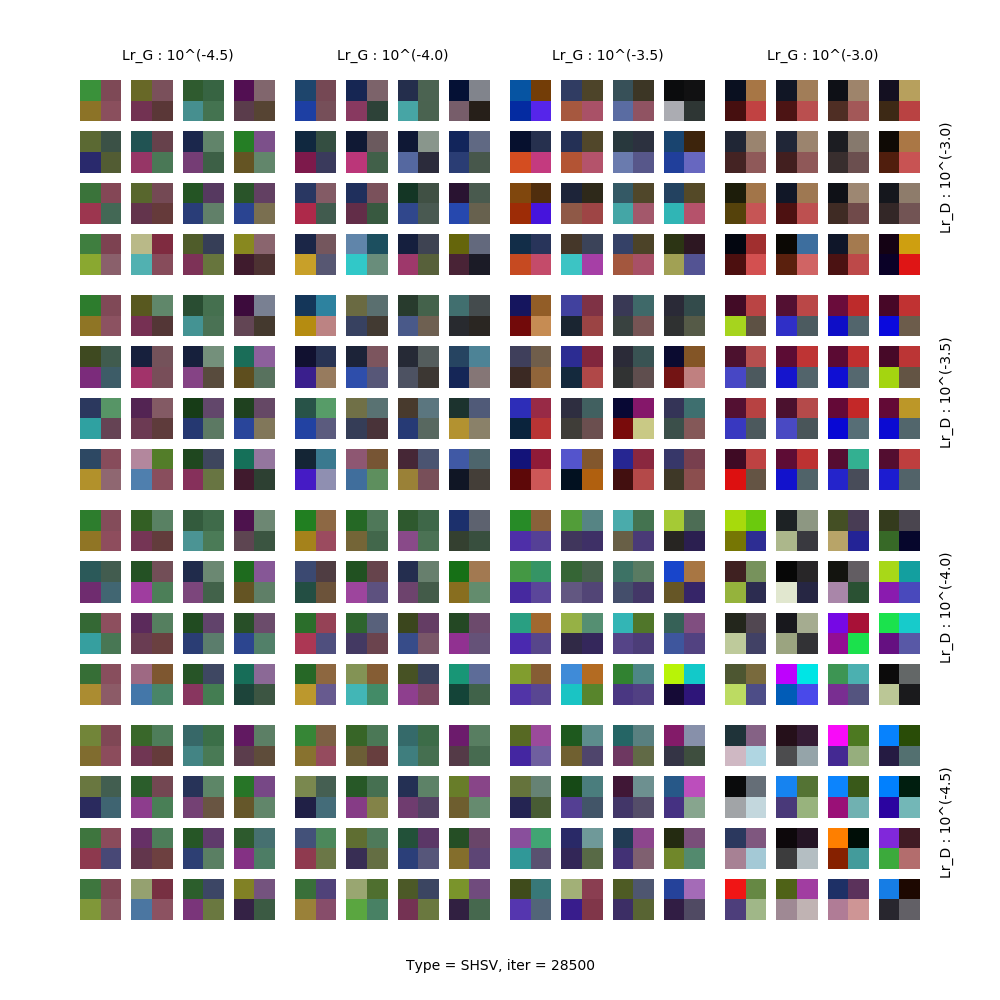 Lr_G : 10^(-4.5)
Lr_G : 10^(-4.0)
Lr_G : 10^(-3.5)
Lr_G : 10^(-3.0)
Lr_D : 10^(-3.0)
Lr_D : 10^(-3.5)
Lr_D : 10^(-4.0)
Lr_D : 10^(-4.5)
Type = SHSV, iter = 28500